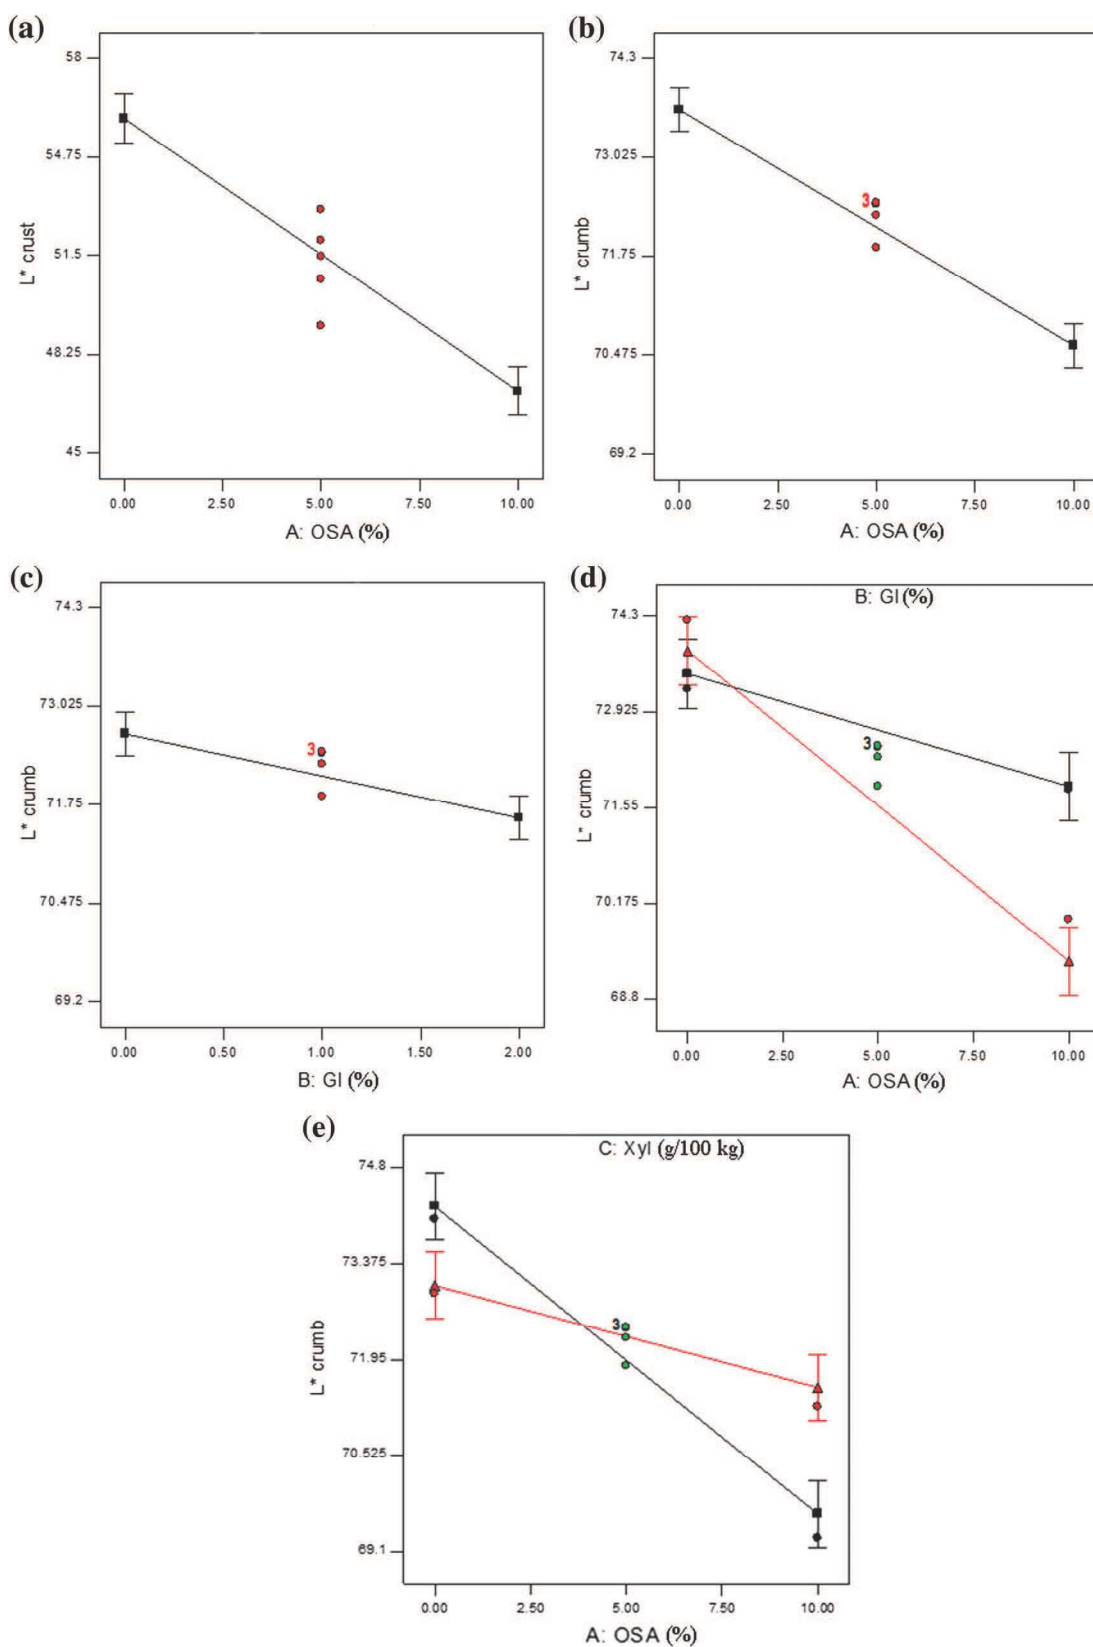 (a)
58
54.75
51.5
48.25
45
L* crust
0.00 2.50 5.00 7.50 10.00
A: OSA (%)
(b)
74.3
73.025
71.75
70.475
69.2
L* crumb
3
0.00 2.50 5.00 7.50 10.00
A: OSA (%)
(c)
74.3
73.025
71.75
70.475
69.2
L* crumb
3
0.00 0.50 1.00 1.50 2.00
B: Gl (%)
(d)
B: Gl (%)
74.3
72.925
71.55
70.175
68.8
L* crumb
3
0.00 2.50 5.00 7.50 10.00
A: OSA (%)
(e)
C: Xyl (g/100 kg)
74.8
73.375
71.95
70.525
69.1
L* crumb
3
0.00 2.50 5.00 7.50 10.00
A: OSA (%)